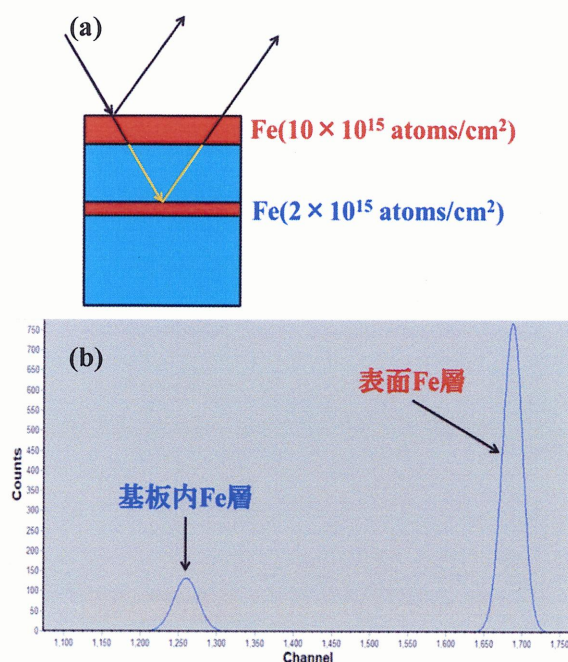 (a)
Fe(10 × 10¹⁵ atoms/cm²)
Fe(2 × 10¹⁵ atoms/cm²)
(b)
表面Fe層
基板内Fe層
Counts
750
700
650
600
550
500
450
400
350
300
250
200
150
100
50
0
1,100 1,150 1,200 1,250 1,300 1,350 1,400 1,450 1,500 1,550 1,600 1,650 1,700 1,750
Channel